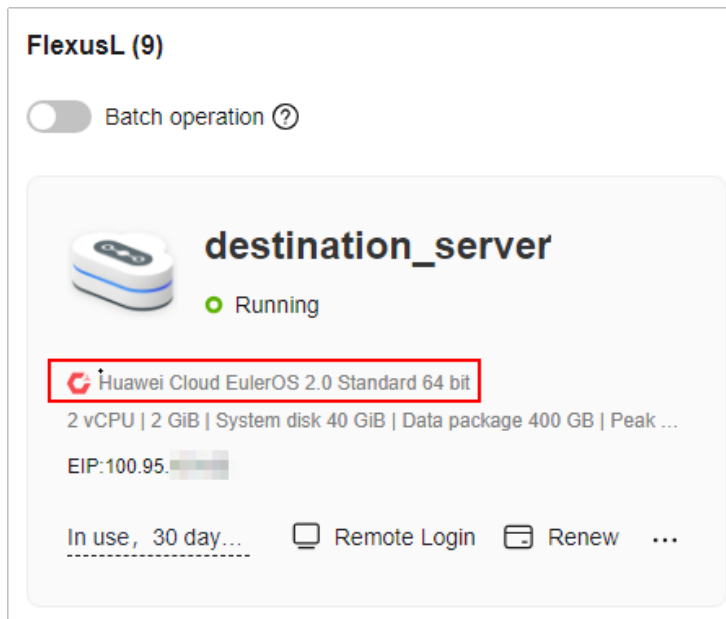 FlexusL (9)
Batch operation ?
destination_server
Running
Huawei Cloud EulerOS 2.0 Standard 64 bit
2 vCPU | 2 GiB | System disk 40 GiB | Data package 400 GB | Peak ...
EIP:100.95.
In use, 30 day... Remote Login Renew ...